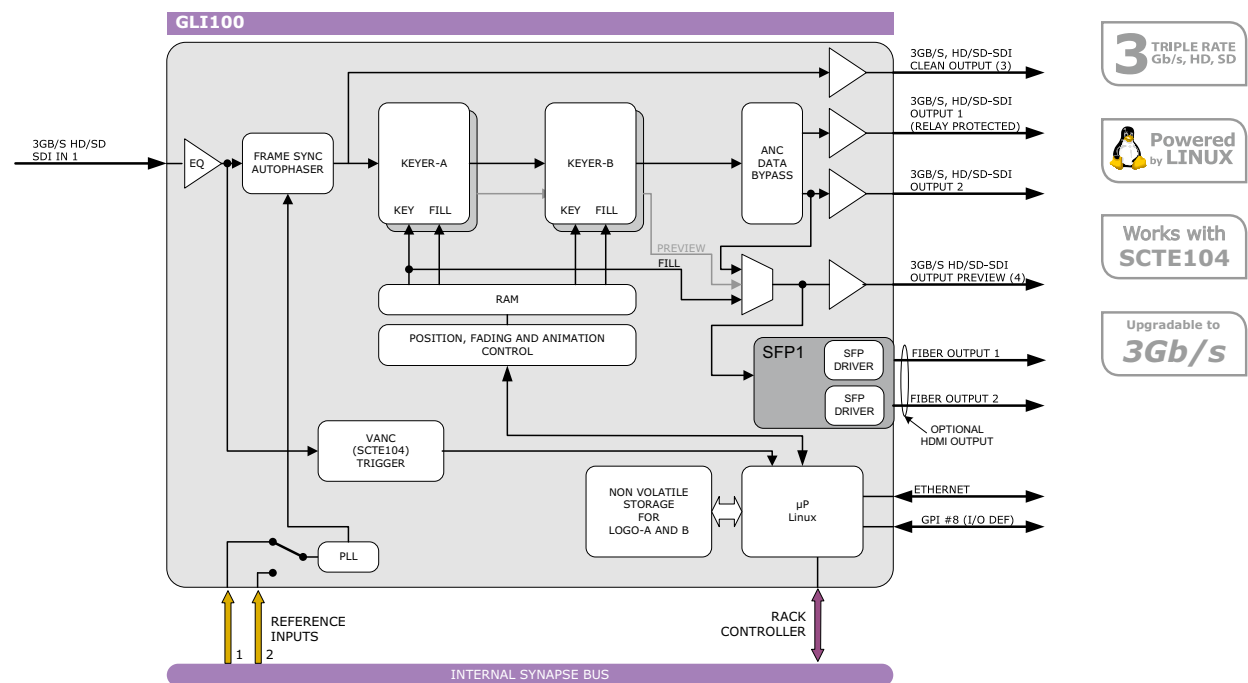 GLI100
3GB/S HD/SD
SDI IN 1
EQ
FRAME SYNC
AUTOPHASER
KEYER-A
KEY FILL
KEYER-B
KEY FILL
ANC
DATA
BYPASS
3GB/S, HD/SD-SDI
CLEAN OUTPUT (3)
3GB/S, HD/SD-SDI
OUTPUT 1
(RELAY PROTECTED)
3GB/S, HD/SD-SDI
OUTPUT 2
PREVIEW
FILL
3GB/S HD/SD-SDI
OUTPUT PREVIEW (4)
RAM
POSITION, FADING AND ANIMATION
CONTROL
SFP1
SFP
DRIVER
SFP
DRIVER
FIBER OUTPUT 1
FIBER OUTPUT 2
OPTIONAL
HDMI OUTPUT
VANC
(SCTE104)
TRIGGER
NON VOLATILE
STORAGE
FOR
LOGO-A AND B
µP
Linux
ETHERNET
GPI #8 (I/O DEF)
PLL
REFERENCE
INPUTS
1 2
RACK
CONTROLLER
INTERNAL SYNAPSE BUS
3 TRIPLE RATE
Gb/s, HD, SD
Powered
by LINUX
Works with
SCTE104
Upgradable to
3Gb/s